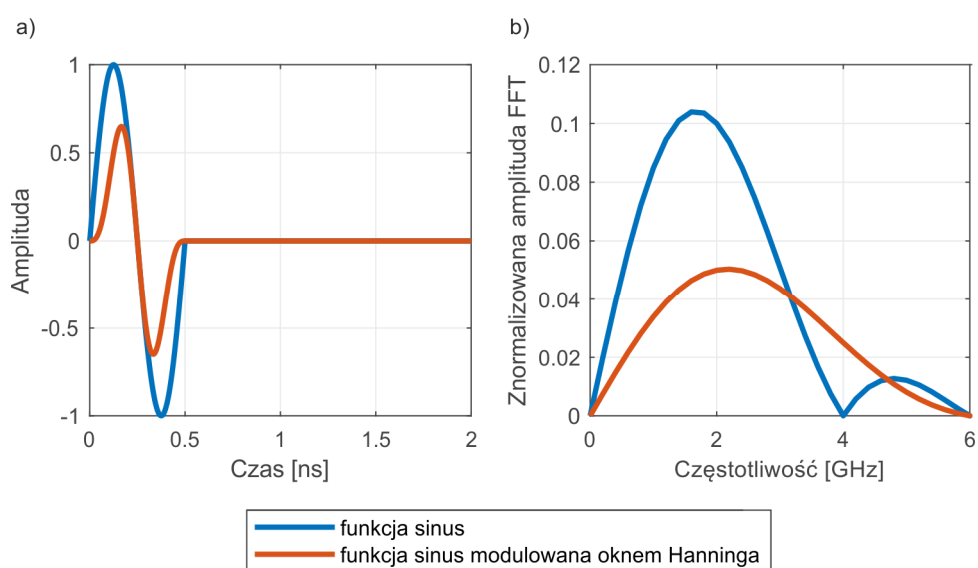 a)
1
0.5
0
-0.5
-1
Amplituda
0 0.5 1 1.5 2
Czas [ns]
b)
0.12
0.1
0.08
0.06
0.04
0.02
0
Znormalizowana amplituda FFT
0 2 4 6
Częstotliwość [GHz]
funkcja sinus
funkcja sinus modulowana oknem Hanninga